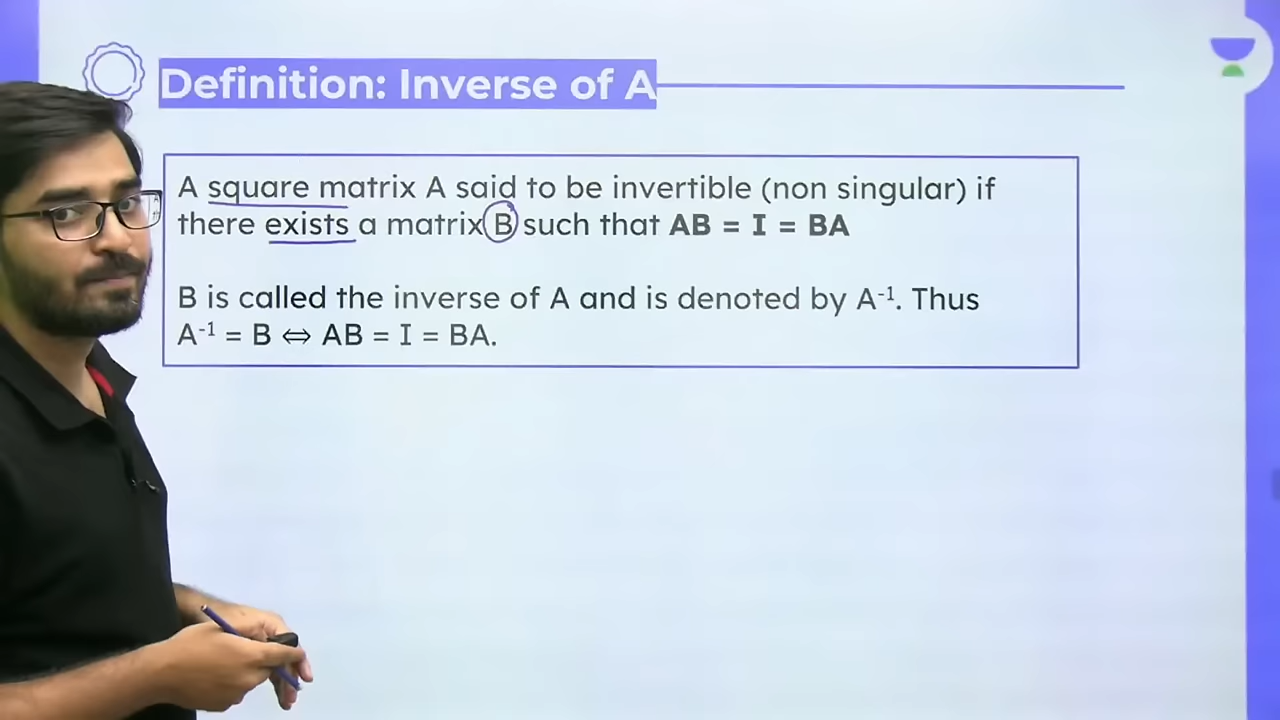 Definition: Inverse of A
A square matrix A said to be invertible (non singular) if
there exists a matrix B such that AB = I = BA
B is called the inverse of A and is denoted by A⁻¹. Thus
A⁻¹ = B ⇔ AB = I = BA.